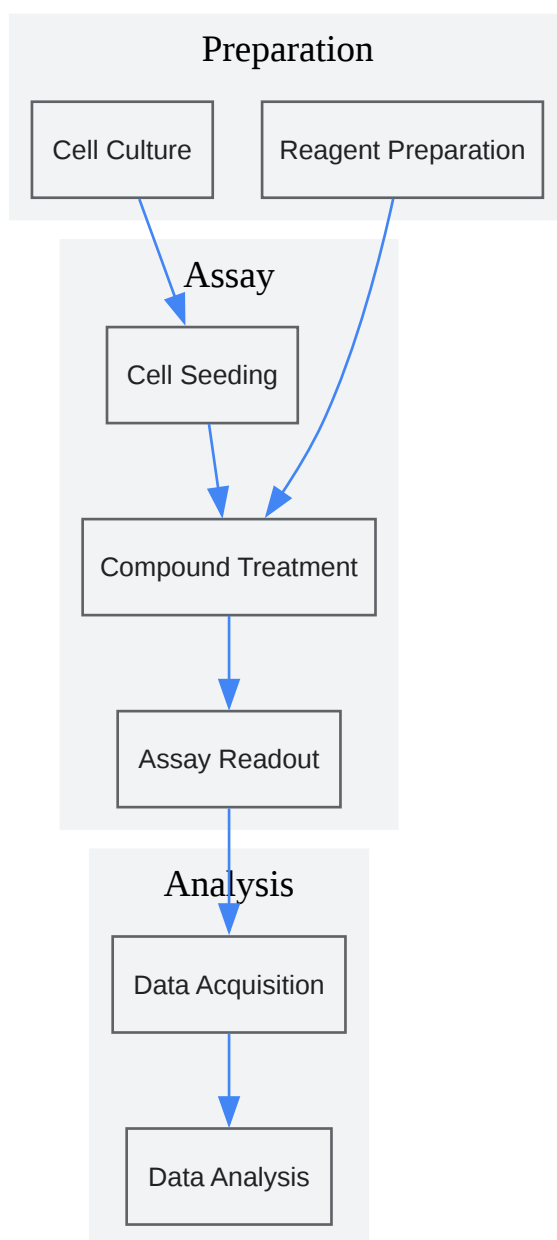 Preparation
Cell Culture
Reagent Preparation
Assay
Cell Seeding
Compound Treatment
Assay Readout
Analysis
Data Acquisition
Data Analysis